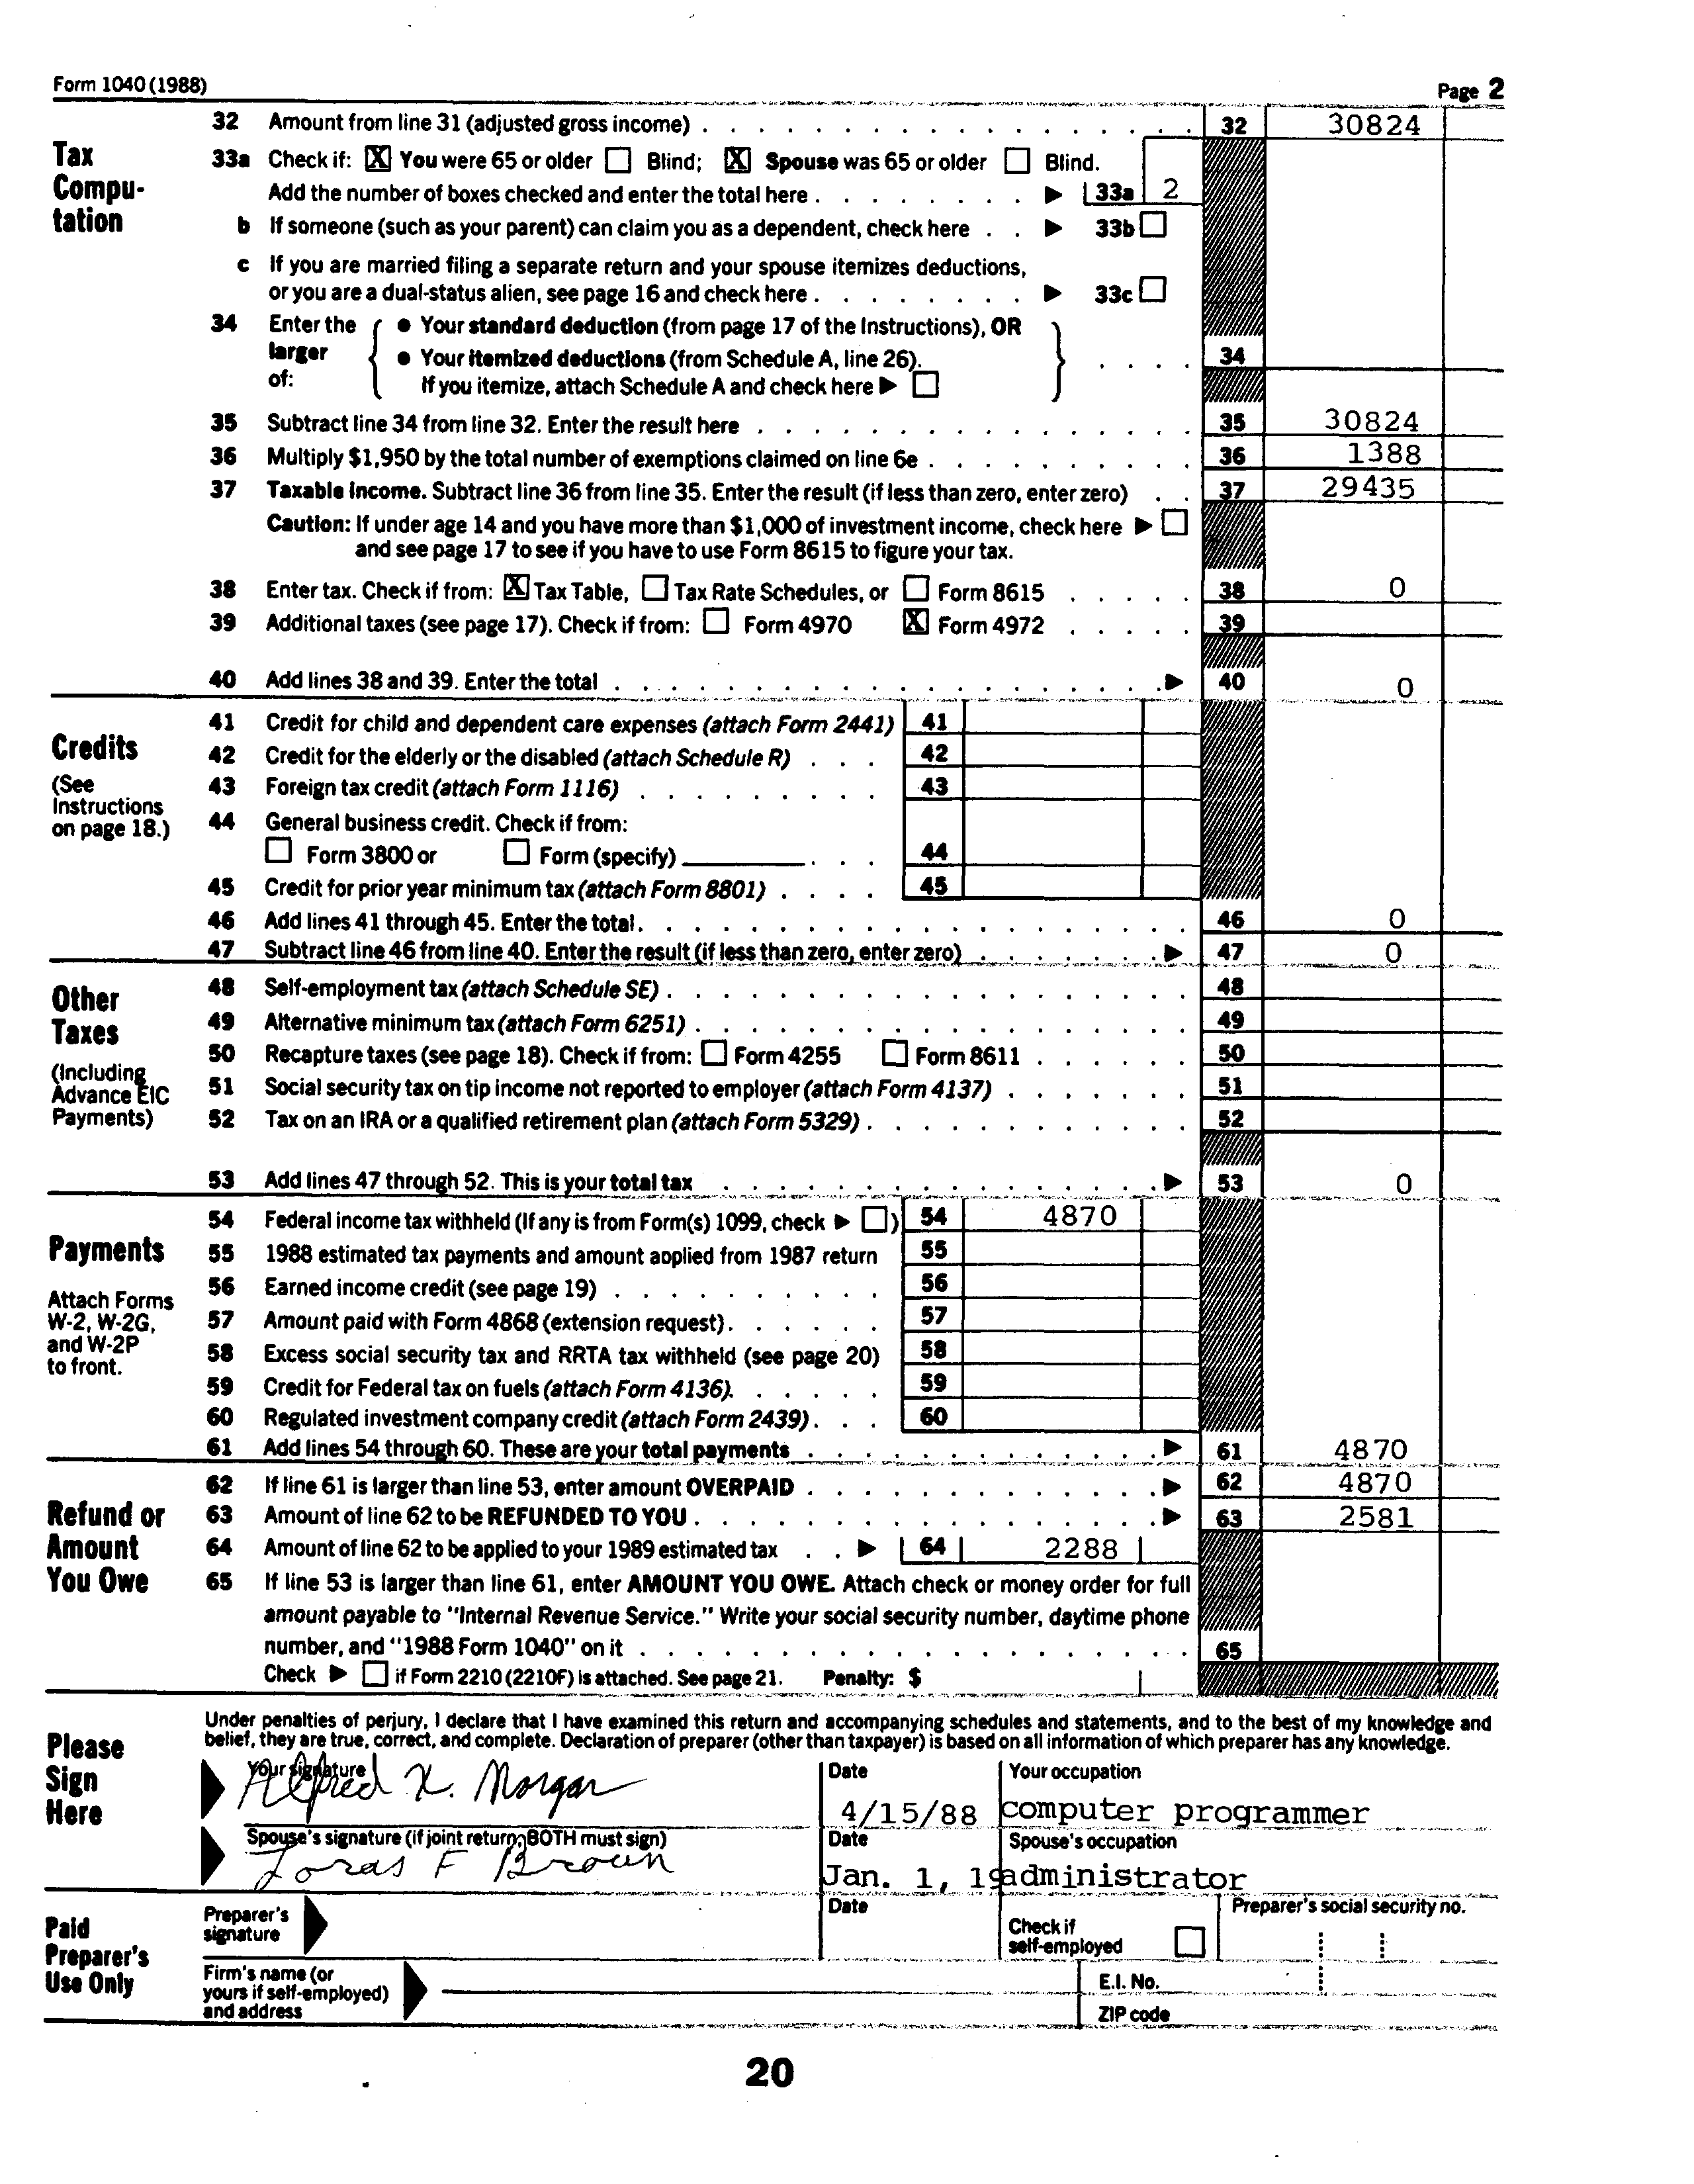 Form 1040 (1988) Page 2
Tax Compu-tation
32 Amount from line 31 (adjusted gross income) . . . 32 30824
33a Check if: [X] You were 65 or older [ ] Blind; [X] Spouse was 65 or older [ ] Blind.
Add the number of boxes checked and enter the total here . . . ▶ 33a 2
b If someone (such as your parent) can claim you as a dependent, check here . . ▶ 33b [ ]
c If you are married filing a separate return and your spouse itemizes deductions,
or you are a dual-status alien, see page 16 and check here . . . ▶ 33c [ ]
34 Enter the larger of: { ● Your standard deduction (from page 17 of the Instructions), OR
● Your itemized deductions (from Schedule A, line 26).
If you itemize, attach Schedule A and check here ▶ [ ] } . . . . 34
35 Subtract line 34 from line 32. Enter the result here . . . 35 30824
36 Multiply $1,950 by the total number of exemptions claimed on line 6e . . . 36 1388
37 Taxable income. Subtract line 36 from line 35. Enter the result (if less than zero, enter zero) . . 37 29435
Caution: If under age 14 and you have more than $1,000 of investment income, check here ▶ [ ]
and see page 17 to see if you have to use Form 8615 to figure your tax.
38 Enter tax. Check if from: [X] Tax Table, [ ] Tax Rate Schedules, or [ ] Form 8615 . . . 38 0
39 Additional taxes (see page 17). Check if from: [ ] Form 4970 [X] Form 4972 . . . 39
40 Add lines 38 and 39. Enter the total . . . ▶ 40 0
Credits
(See Instructions on page 18.)
41 Credit for child and dependent care expenses (attach Form 2441) 41
42 Credit for the elderly or the disabled (attach Schedule R) . . . 42
43 Foreign tax credit (attach Form 1116) . . . 43
44 General business credit. Check if from:
[ ] Form 3800 or [ ] Form (specify) ________ . . . 44
45 Credit for prior year minimum tax (attach Form 8801) . . . . 45
46 Add lines 41 through 45. Enter the total . . . 46 0
47 Subtract line 46 from line 40. Enter the result (if less than zero, enter zero) . . . ▶ 47 0
Other Taxes
(Including Advance EIC Payments)
48 Self-employment tax (attach Schedule SE) . . . 48
49 Alternative minimum tax (attach Form 6251) . . . 49
50 Recapture taxes (see page 18). Check if from: [ ] Form 4255 [ ] Form 8611 . . . 50
51 Social security tax on tip income not reported to employer (attach Form 4137) . . . 51
52 Tax on an IRA or a qualified retirement plan (attach Form 5329) . . . 52
53 Add lines 47 through 52. This is your total tax . . . ▶ 53 0
Payments
Attach Forms W-2, W-2G, and W-2P to front.
54 Federal income tax withheld (If any is from Form(s) 1099, check ▶ [ ]) 54 4870
55 1988 estimated tax payments and amount applied from 1987 return 55
56 Earned income credit (see page 19) . . . 56
57 Amount paid with Form 4868 (extension request) . . . 57
58 Excess social security tax and RRTA tax withheld (see page 20) 58
59 Credit for Federal tax on fuels (attach Form 4136). . . . 59
60 Regulated investment company credit (attach Form 2439) . . . 60
61 Add lines 54 through 60. These are your total payments . . . ▶ 61 4870
Refund or Amount You Owe
62 If line 61 is larger than line 53, enter amount OVERPAID . . . ▶ 62 4870
63 Amount of line 62 to be REFUNDED TO YOU . . . ▶ 63 2581
64 Amount of line 62 to be applied to your 1989 estimated tax . . ▶ 64 2288
65 If line 53 is larger than line 61, enter AMOUNT YOU OWE. Attach check or money order for full
amount payable to "Internal Revenue Service." Write your social security number, daytime phone
number, and "1988 Form 1040" on it . . . 65
Check ▶ [ ] if Form 2210 (2210F) is attached. See page 21. Penalty: $
Please Sign Here
Under penalties of perjury, I declare that I have examined this return and accompanying schedules and statements, and to the best of my knowledge and
belief, they are true, correct, and complete. Declaration of preparer (other than taxpayer) is based on all information of which preparer has any knowledge.
Your signature Date Your occupation
Alfred X. Morgan 4/15/88 computer programmer
Spouse's signature (if joint return, BOTH must sign) Date Spouse's occupation
Loras F Brown Jan. 1, 19 administrator
Paid Preparer's Use Only
Preparer's signature Date Check if self-employed [ ] Preparer's social security no.
Firm's name (or yours if self-employed) and address E.I. No.
ZIP code
20